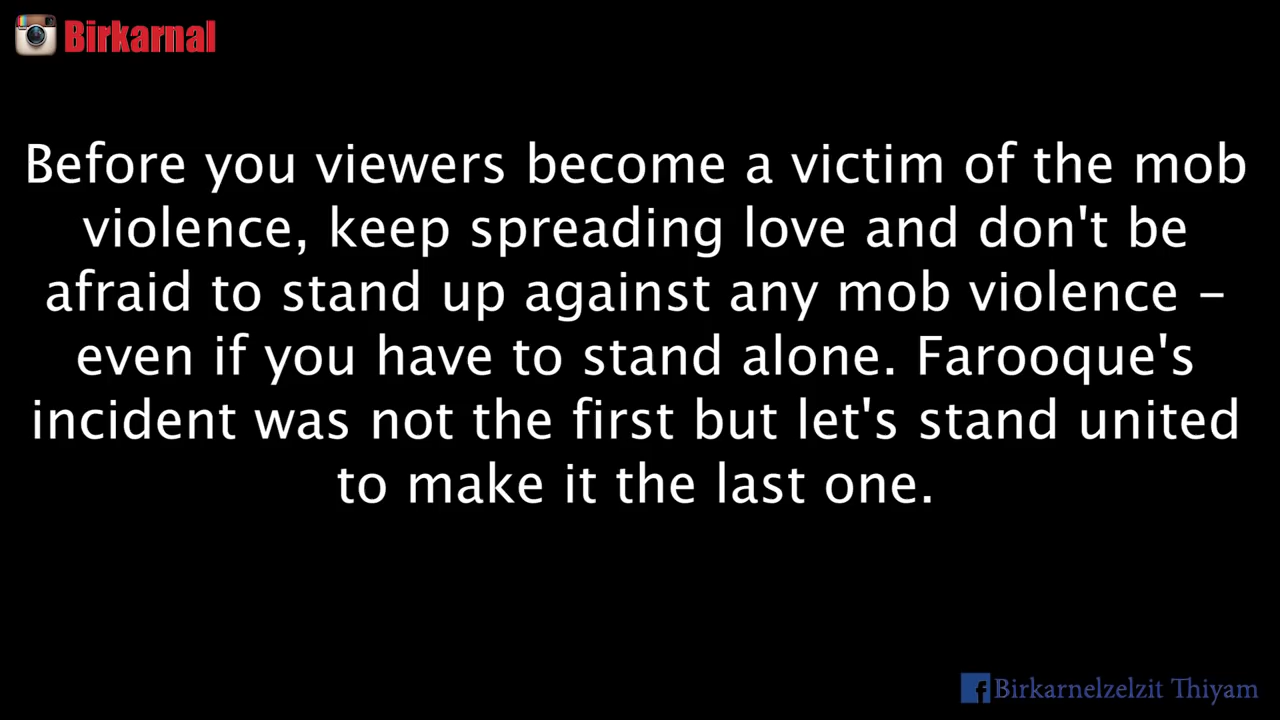 Birkarnal
Before you viewers become a victim of the mob
violence, keep spreading love and don't be
afraid to stand up against any mob violence -
even if you have to stand alone. Farooque's
incident was not the first but let's stand united
to make it the last one.
Birkarnelzelzit Thiyam